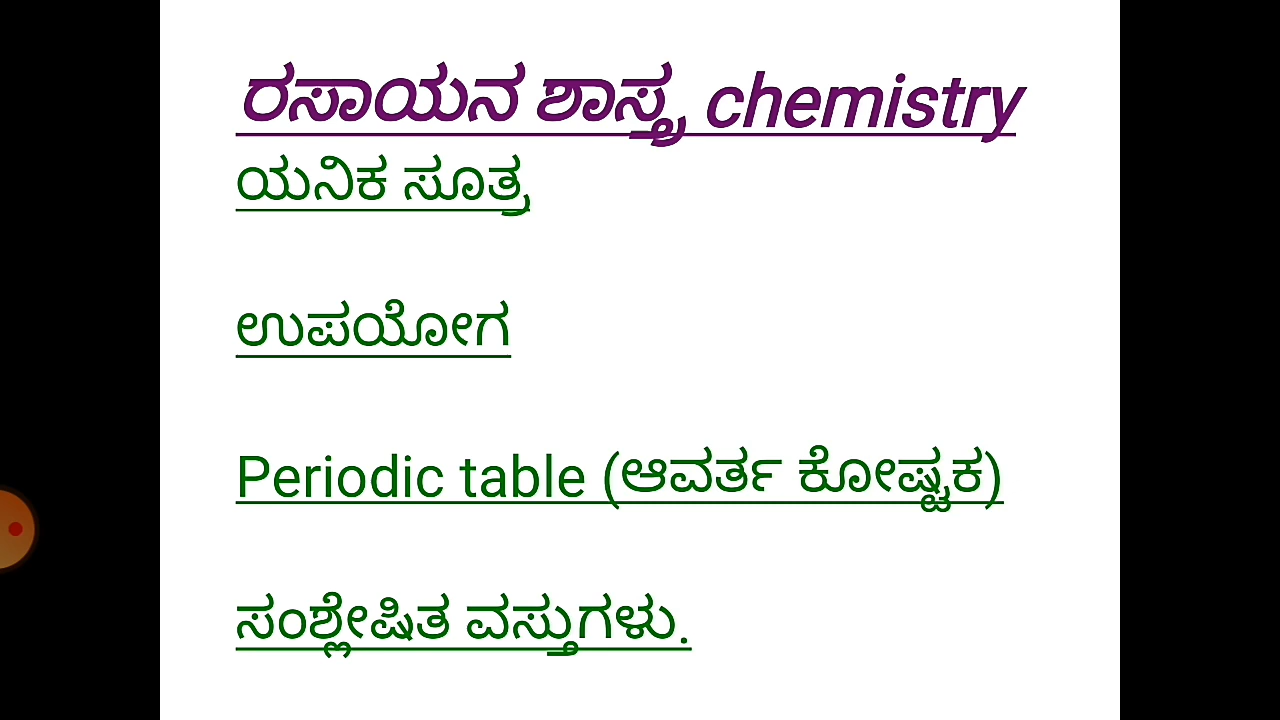 ರಸಾಯನ ಶಾಸ್ತ್ರ chemistry
ಯನಿಕ ಸೂತ್ರ
ಉಪಯೋಗ
Periodic table (ಆವರ್ತ ಕೋಷ್ಟಕ)
ಸಂಶ್ಲೇಷಿತ ವಸ್ತುಗಳು.